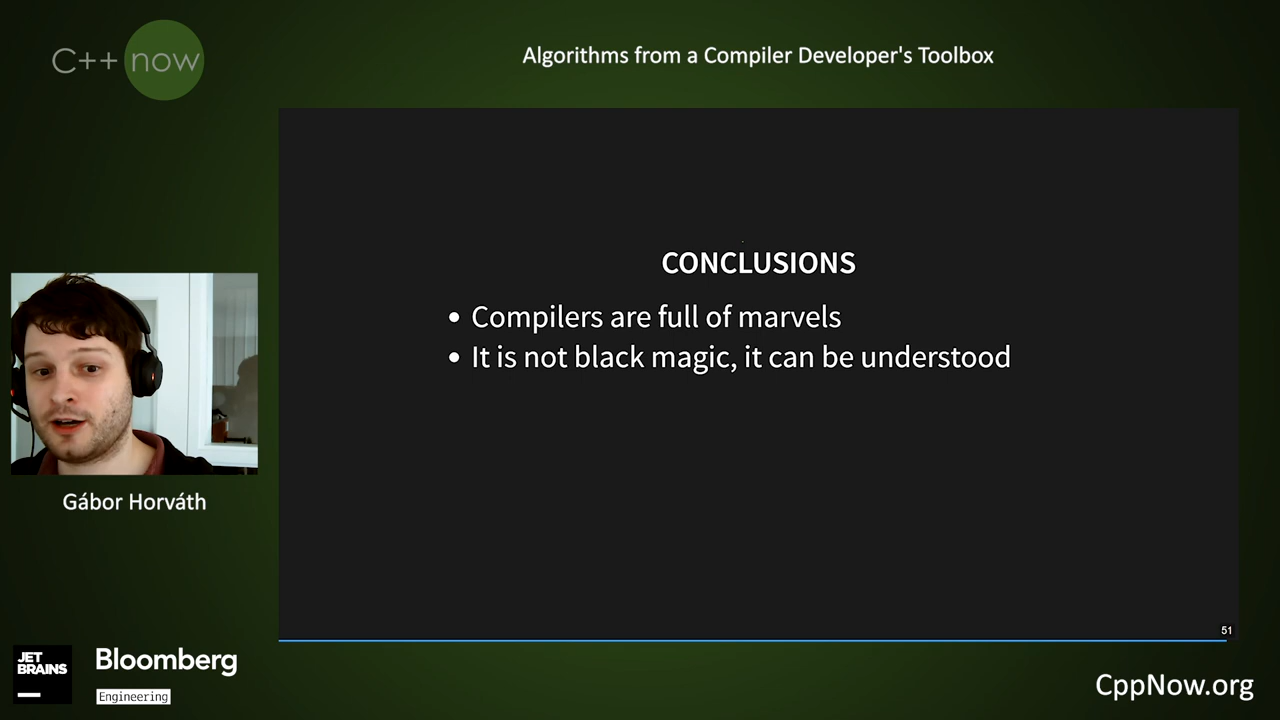 C++ now
Algorithms from a Compiler Developer's Toolbox
CONCLUSIONS
• Compilers are full of marvels
• It is not black magic, it can be understood
Gábor Horváth
51
JET
BRAINS
Bloomberg
Engineering
CppNow.org